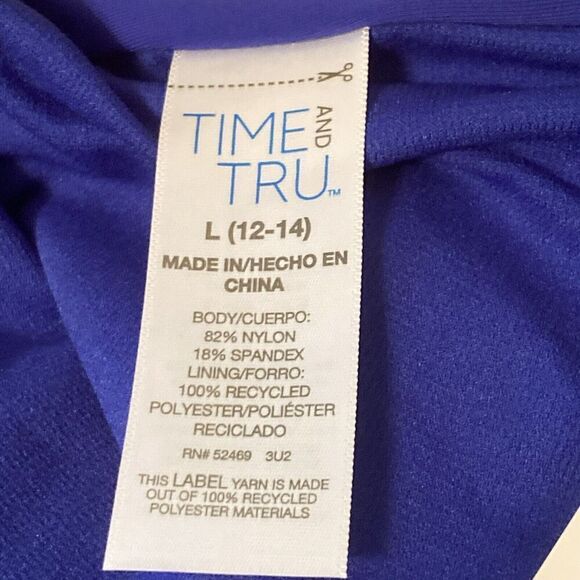 TIME AND
TRU™
L (12-14)
MADE IN/HECHO EN
CHINA
BODY/CUERPO:
82% NYLON
18% SPANDEX
LINING/FORRO:
100% RECYCLED
POLYESTER/POLIÉSTER
RECICLADO
RN# 52469 3U2
THIS LABEL YARN IS MADE
OUT OF 100% RECYCLED
POLYESTER MATERIALS